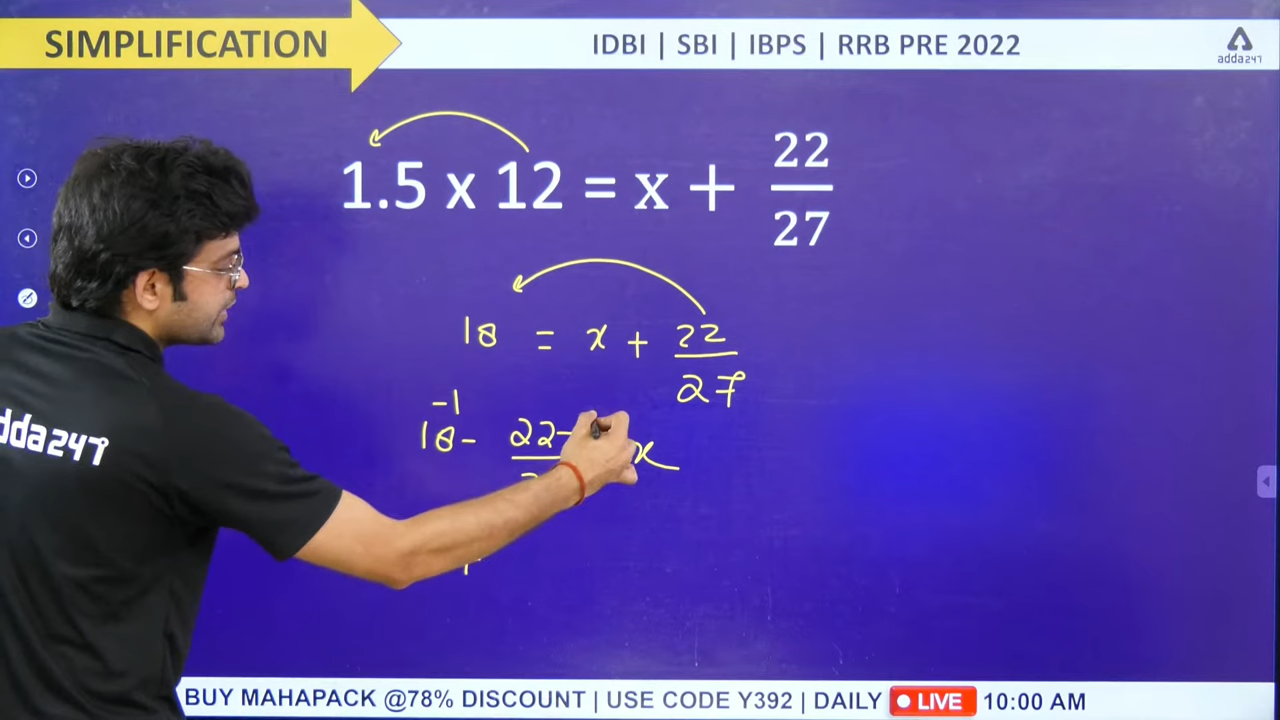 SIMPLIFICATION
IDBI | SBI | IBPS | RRB PRE 2022
adda247
1.5 x 12 = x + 22/27
18 = x + 22/27
-1
18 - 22- x
dda247
BUY MAHAPACK @78% DISCOUNT | USE CODE Y392 | DAILY LIVE 10:00 AM